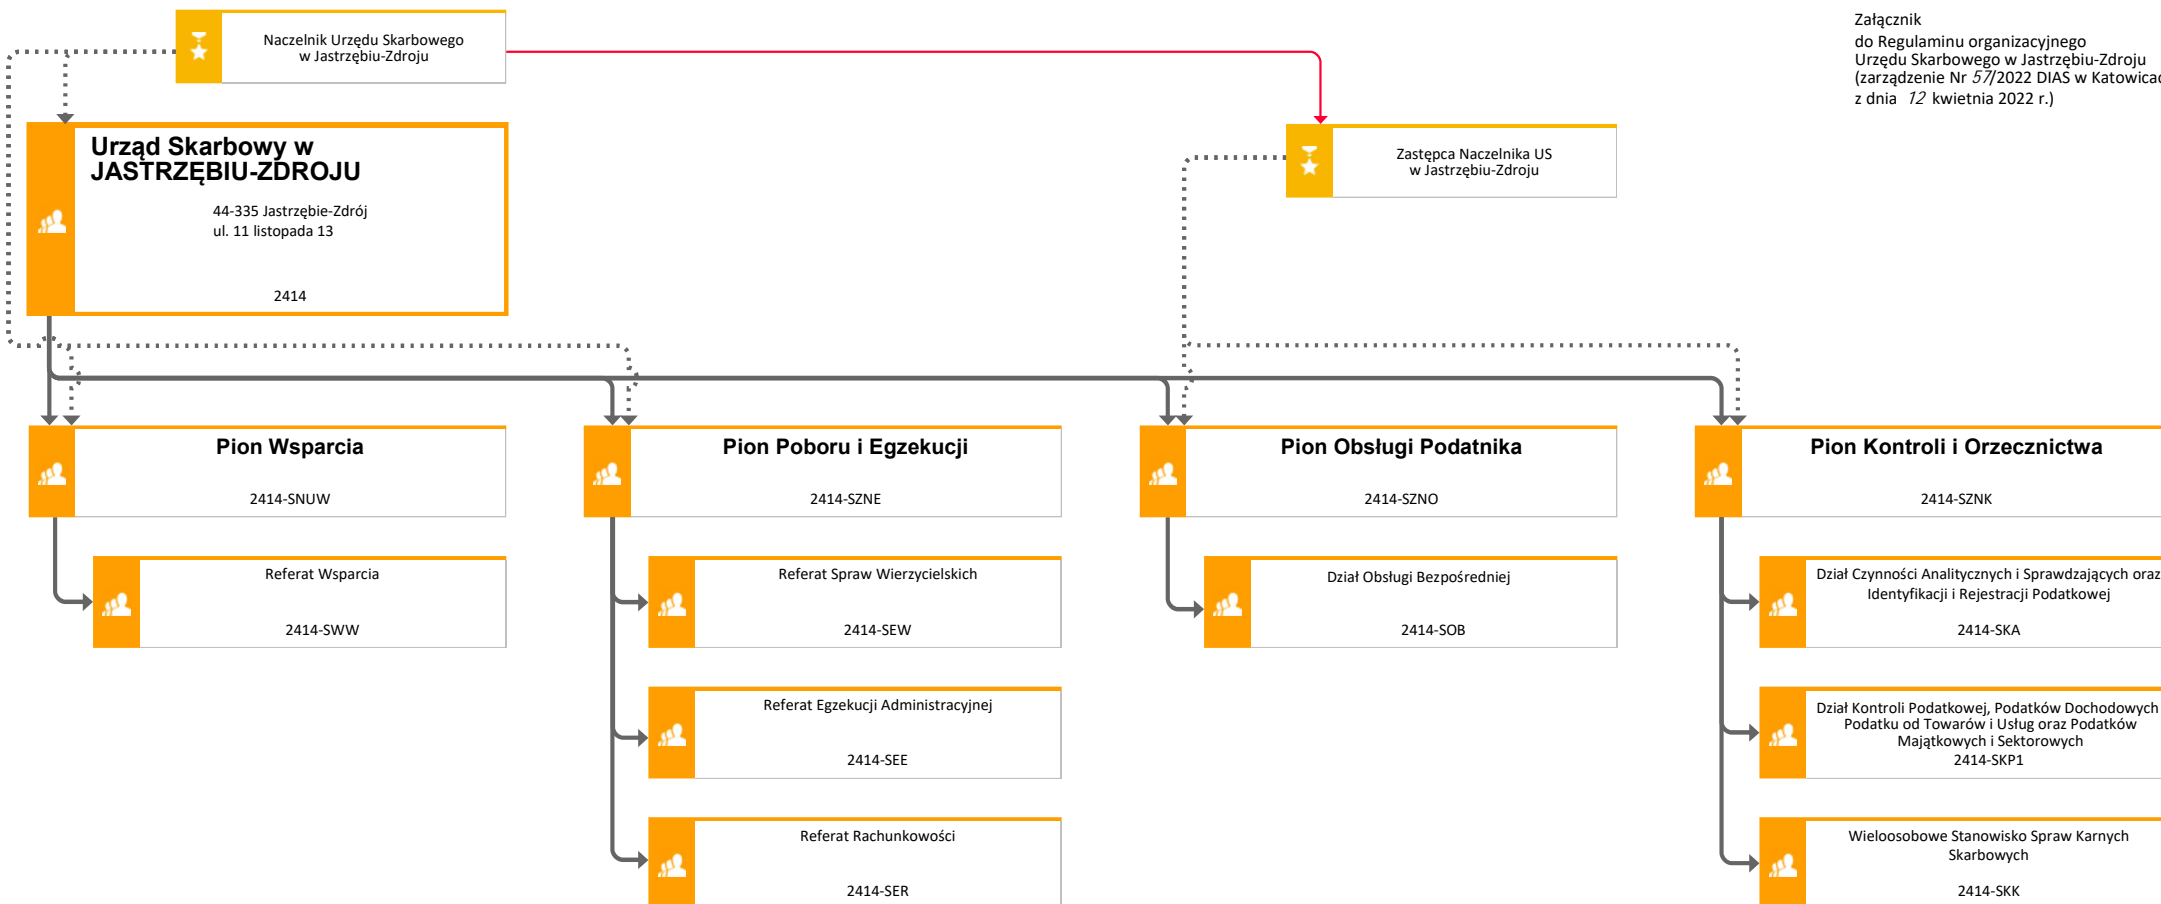 Naczelnik Urzędu Skarbowego
w Jastrzębiu-Zdroju
Załącznik
do Regulaminu organizacyjnego
Urzędu Skarbowego w Jastrzębiu-Zdroju
(zarządzenie Nr 57/2022 DIAS w
z dnia 12 kwietnia 2022 r.)
Urząd Skarbowy w
JASTRZĘBIU-ZDROJU
44-335 Jastrzębie-Zdrój
ul. 11 listopada 13
2414
Zastępca Naczelnika US
w Jastrzębiu-Zdroju
Pion Wsparcia
2414-SNUW
Referat Wsparcia
2414-SWW
Pion Poboru i Egzekucji
2414-SZNE
Referat Spraw Wierzycielskich
2414-SEW
Referat Egzekucji Administracyjnej
2414-SEE
Referat Rachunkowości
2414-SER
Pion Obsługi Podatnika
2414-SZNO
Dział Obsługi Bezpośredniej
2414-SOB
Pion Kontroli i Orzecznictwa
2414-SZNK
Dział Czynności Analitycznych i Sprawdzających oraz
Identyfikacji i Rejestracji Podatkowej
2414-SKA
Dział Kontroli Podatkowej, Podatków Dochodowych
Podatku od Towarów i Usług oraz Podatków
Majątkowych i Sektorowych
2414-SKP1
Wieloosobowe Stanowisko Spraw Karnych
Skarbowych
2414-SKK